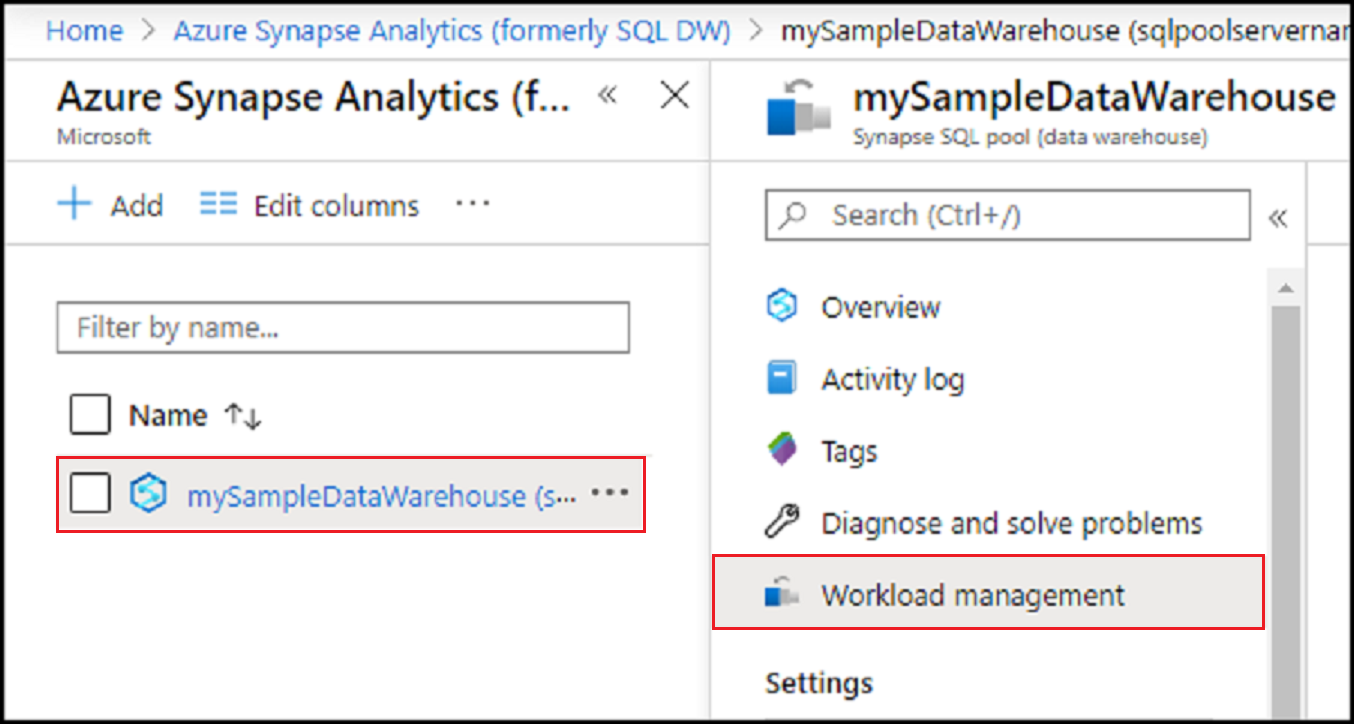 Home > Azure Synapse Analytics (formerly SQL DW) > mySampleDataWarehouse (sqlpoolservernar
Azure Synapse Analytics (f...
Microsoft
Add
Edit columns
...
Filter by name...
Name
mySampleDataWarehouse (s...
...
mySampleDataWarehouse
Synapse SQL pool (data warehouse)
Search (Ctrl+/)
Overview
Activity log
Tags
Diagnose and solve problems
Workload management
Settings